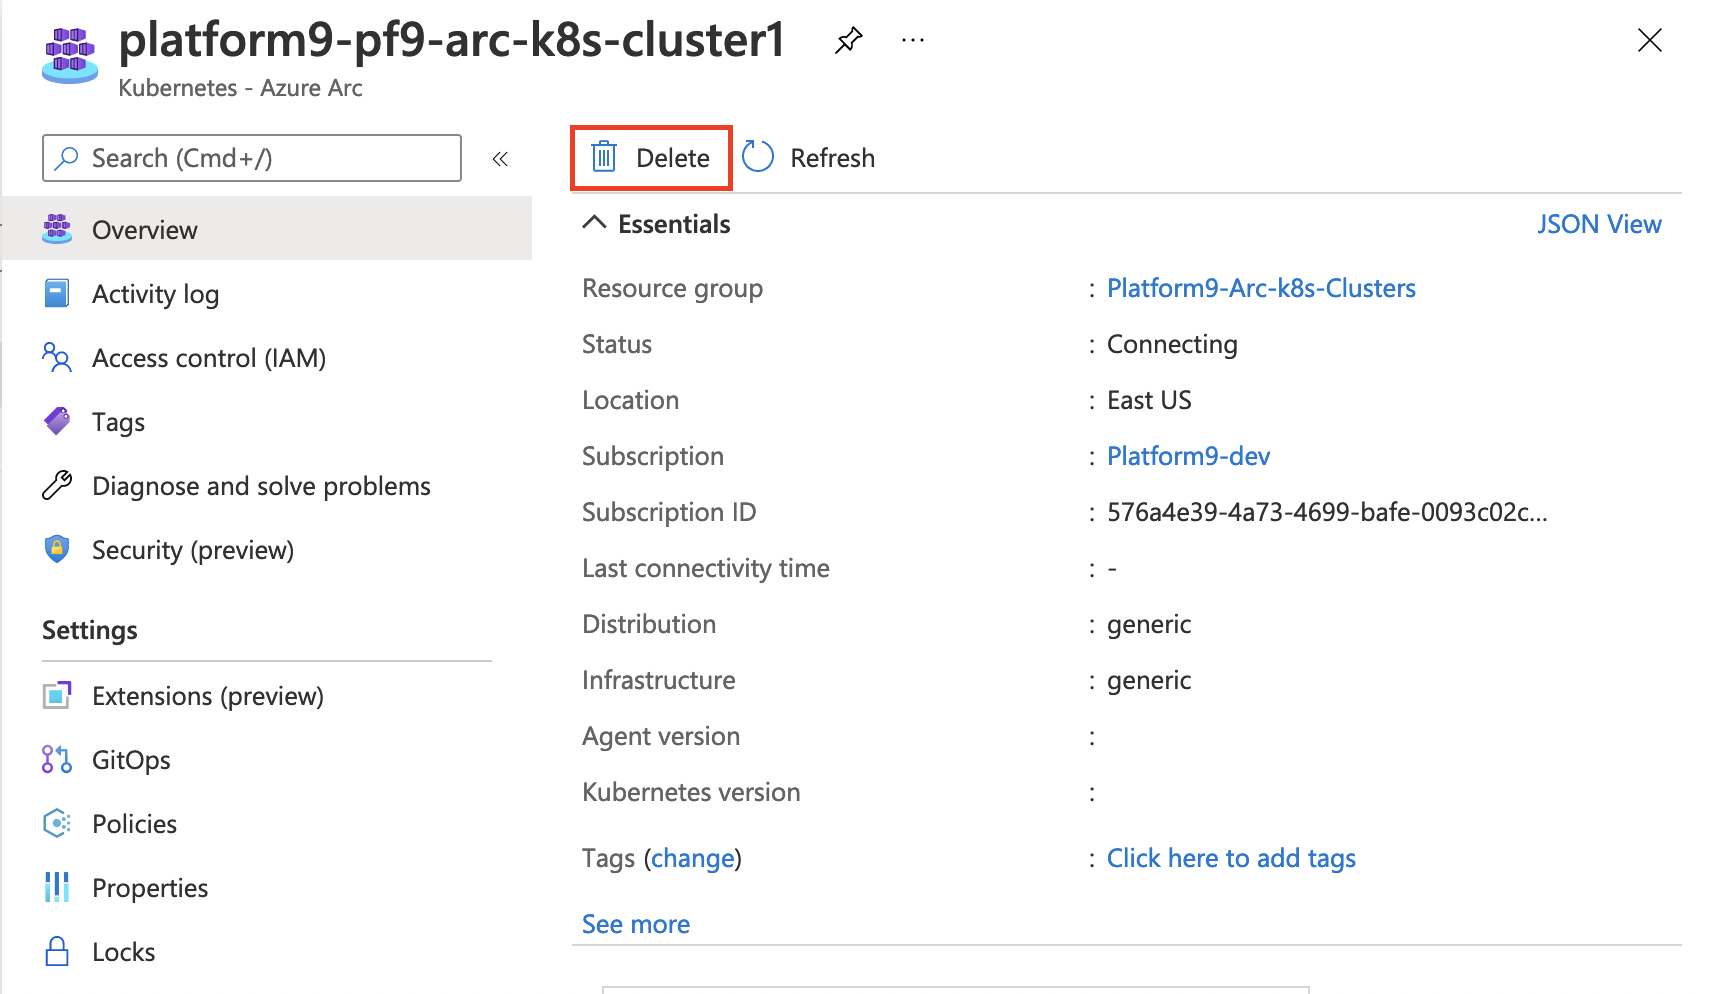 platform9-pf9-arc-k8s-cluster1
Kubernetes - Azure Arc
Search (Cmd+/)
«
Delete
Refresh
Overview
Activity log
Access control (IAM)
Tags
Diagnose and solve problems
Security (preview)
Settings
Extensions (preview)
GitOps
Policies
Properties
Locks
Essentials
JSON View
Resource group : Platform9-Arc-k8s-Clusters
Status : Connecting
Location : East US
Subscription : Platform9-dev
Subscription ID : 576a4e39-4a73-4699-bafe-0093c02c...
Last connectivity time : -
Distribution : generic
Infrastructure : generic
Agent version :
Kubernetes version :
Tags (change) : Click here to add tags
See more